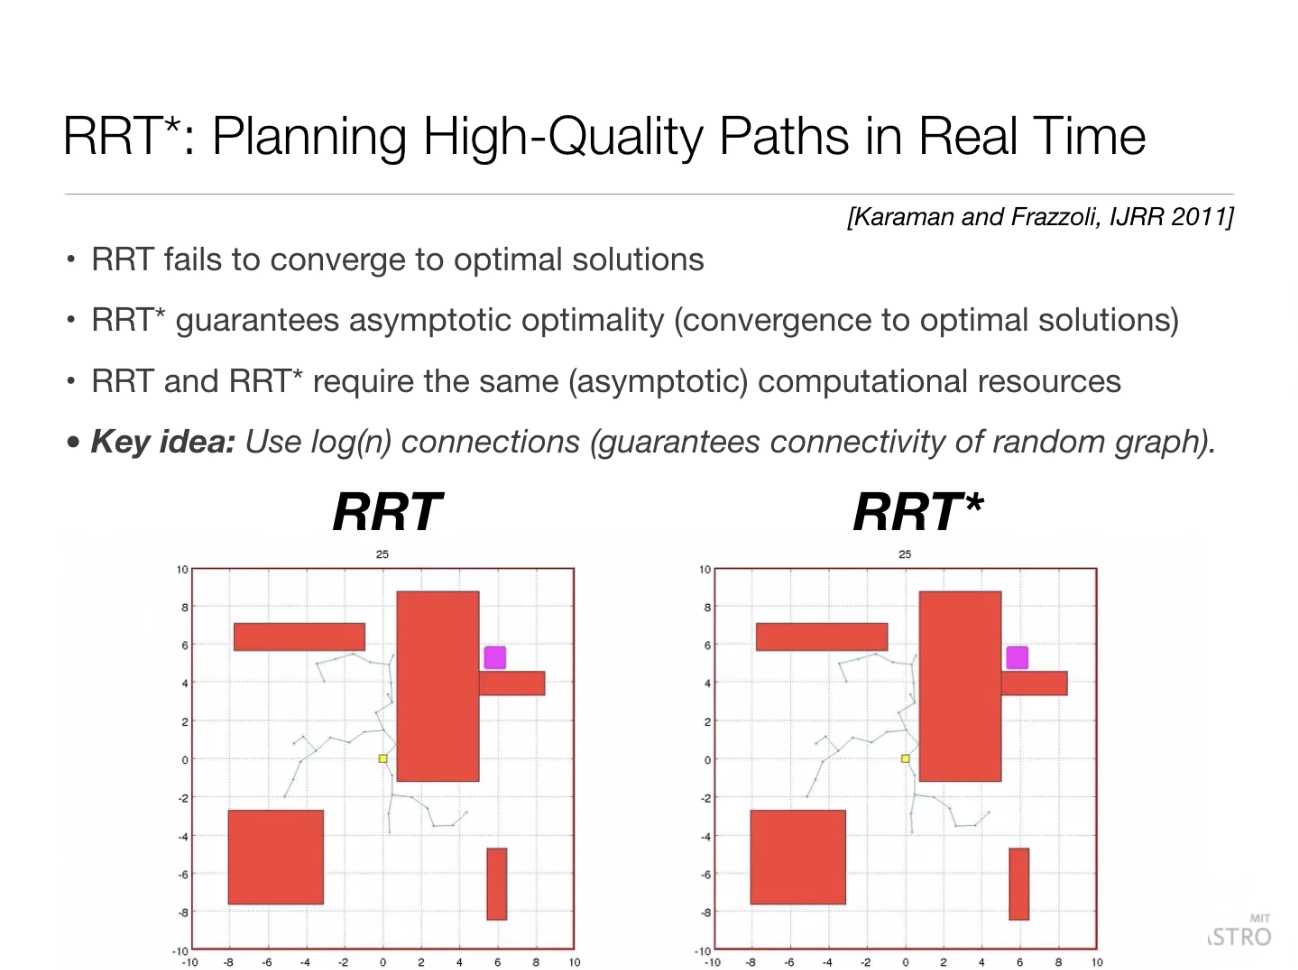 RRT*: Planning High-Quality Paths in Real Time
[Karaman and Frazzoli, IJRR 2011]
• RRT fails to converge to optimal solutions
• RRT* guarantees asymptotic optimality (convergence to optimal solutions)
• RRT and RRT* require the same (asymptotic) computational resources
• Key idea: Use log(n) connections (guarantees connectivity of random graph).
RRT
25
10
8
6
4
2
0
-2
-4
-6
-8
-10
-10 -8 -6 -4 -2 0 2 4 6 8 10
RRT*
25
10
8
6
4
2
0
-2
-4
-6
-8
-10
-10 -8 -6 -4 -2 0 2 4 6 8 10
MIT
STRO